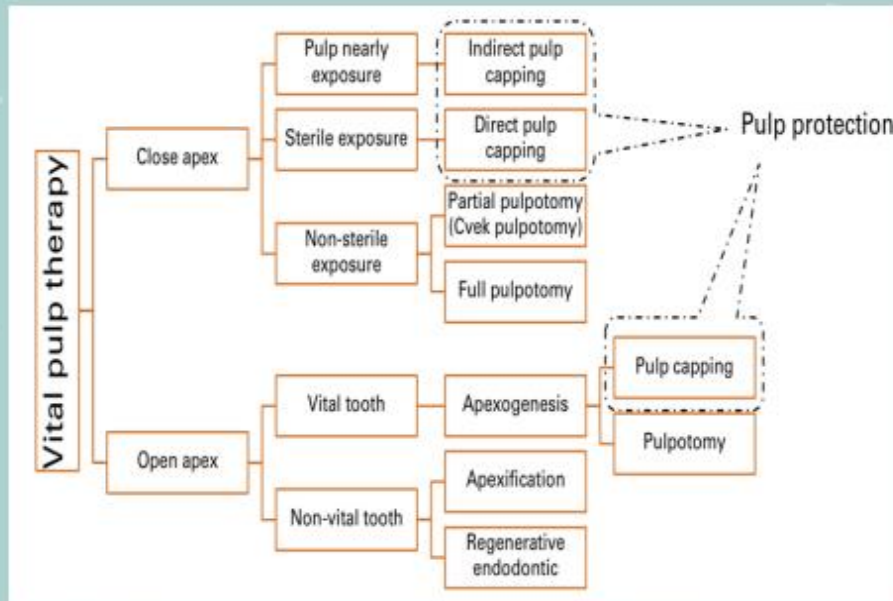 Vital pulp therapy
Close apex
Pulp nearly
exposure
Indirect pulp
capping
Sterile exposure
Direct pulp
capping
Pulp protection
Non-sterile
exposure
Partial pulpotomy
(Cvek pulpotomy)
Full pulpotomy
Open apex
Vital tooth
Apexogenesis
Pulp capping
Pulpotomy
Non-vital tooth
Apexification
Regenerative
endodontic